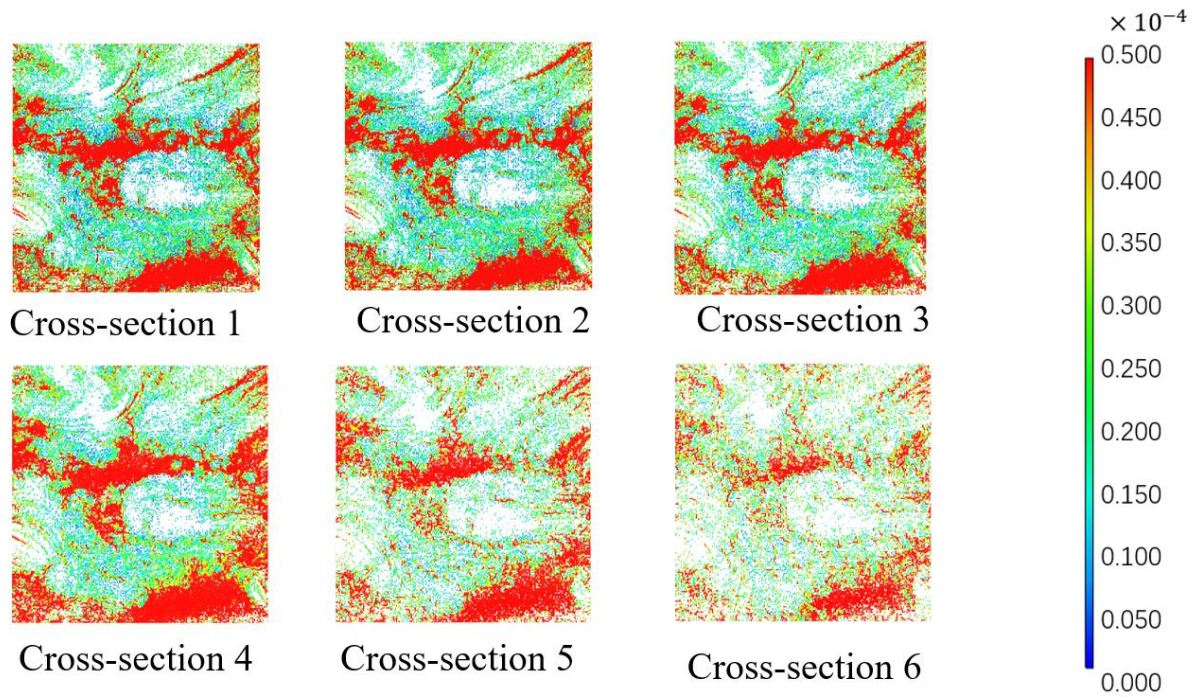 × 10⁻⁴
0.500
0.450
0.400
0.350
0.300
0.250
0.200
0.150
0.100
0.050
0.000
Cross-section 1
Cross-section 2
Cross-section 3
Cross-section 4
Cross-section 5
Cross-section 6